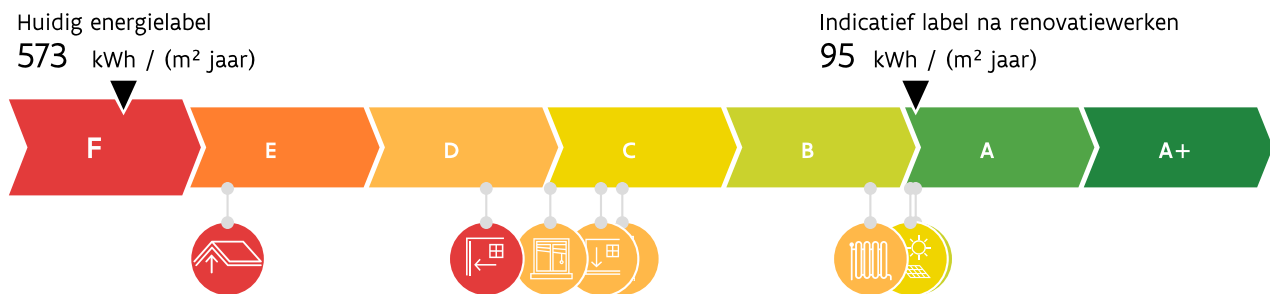 Huidig energielabel
573 kWh / (m² jaar)
Indicatief label na renovatiewerken
95 kWh / (m² jaar)
F E D C B A A+